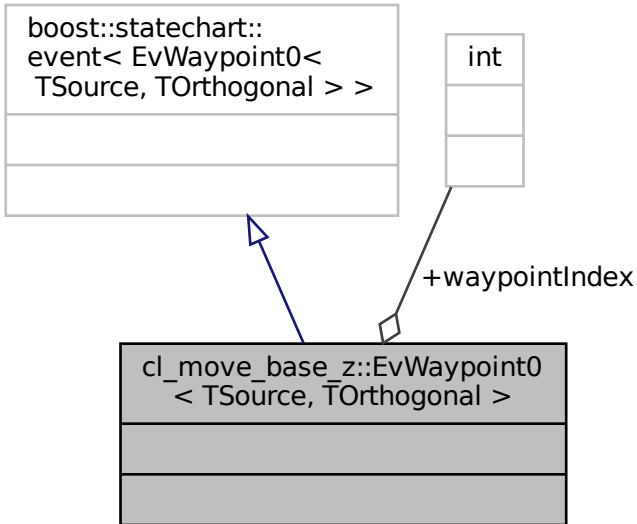 boost::statechart::
event< EvWaypoint0<
TSource, TOrthogonal > >
int
+waypointIndex
cl_move_base_z::EvWaypoint0
< TSource, TOrthogonal >